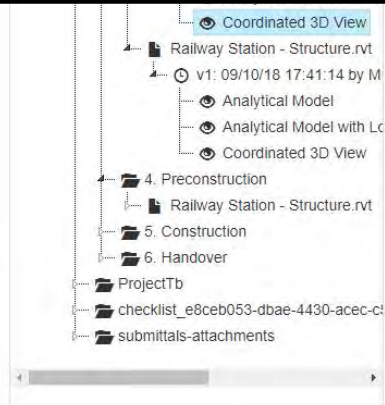 Coordinated 3D View
Railway Station - Structure.rvt
v1: 09/10/18 17:41:14 by M
Analytical Model
Analytical Model with Lo
Coordinated 3D View
4. Preconstruction
Railway Station - Structure.rvt
5. Construction
6. Handover
ProjectTb
checklist_e8ceb053-dbae-4430-acec-c5
submittals-attachments